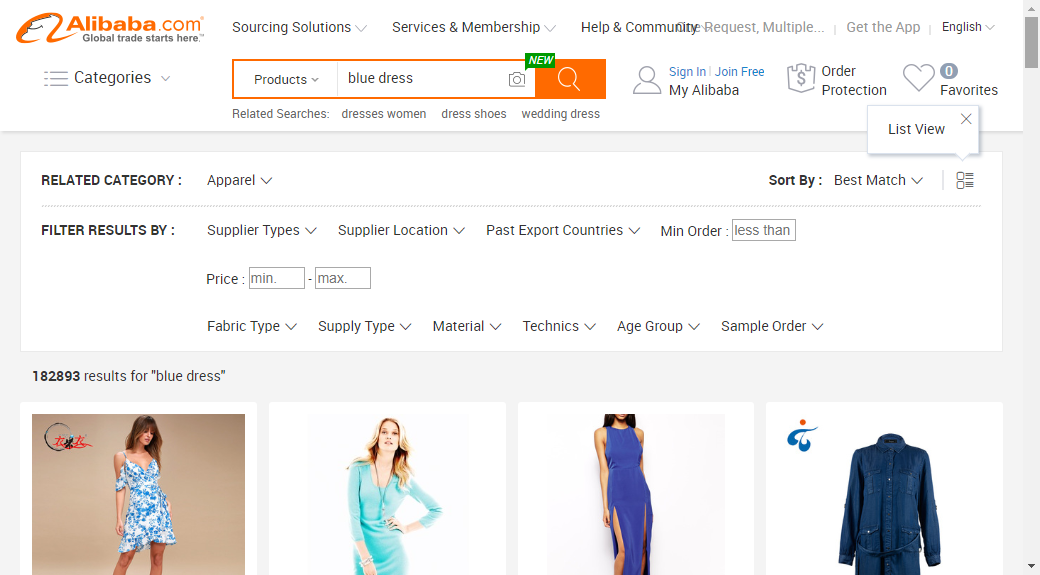 Alibaba.com
Global trade starts here.™
Sourcing Solutions
Services & Membership
Help & Community
One Request, Multiple...
Get the App
English
Categories
Products
blue dress
NEW
Sign In
Join Free
My Alibaba
Order
Protection
0
Favorites
Related Searches: dresses women dress shoes wedding dress
List View
RELATED CATEGORY : Apparel
Sort By : Best Match
FILTER RESULTS BY : Supplier Types Supplier Location Past Export Countries Min Order : less than
Price : min. - max.
Fabric Type Supply Type Material Technics Age Group Sample Order
182893 results for "blue dress"